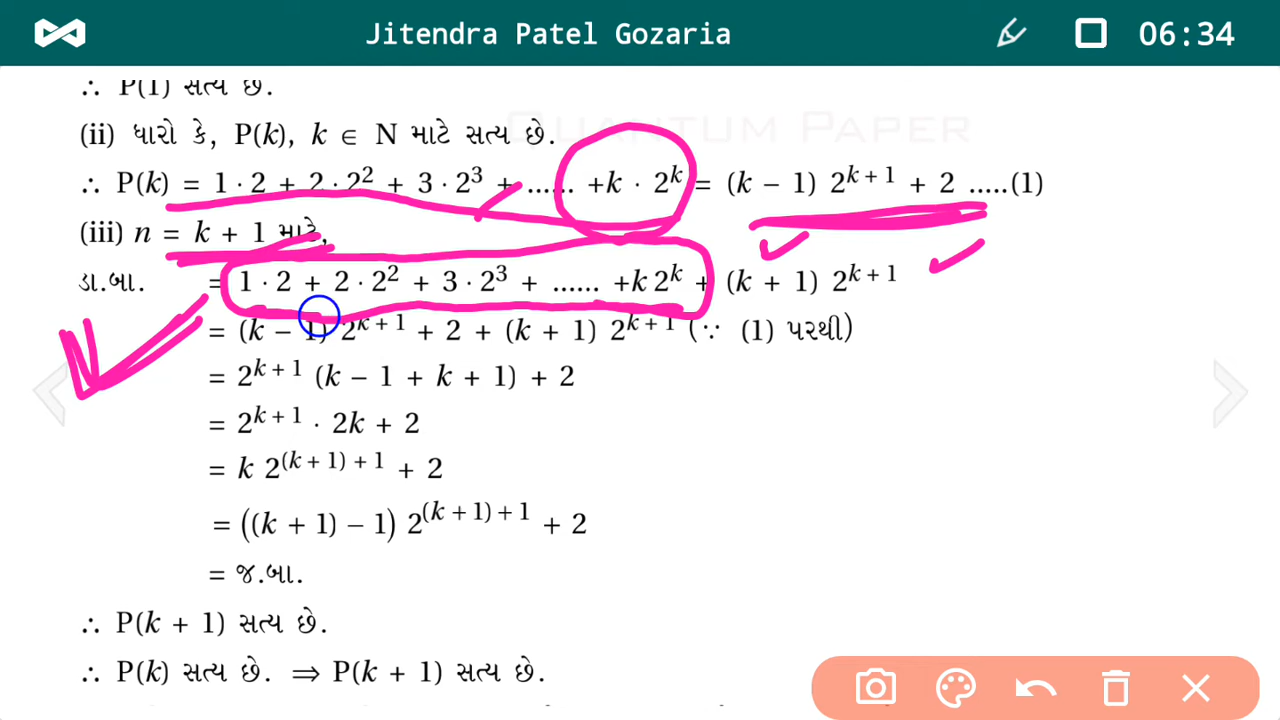 Jitendra Patel Gozaria
06:34
QUANTUM PAPER
∴ P(1) સત્ય છે.
(ii) ધારો કે, P(k), k ∈ N માટે સત્ય છે.
∴ P(k) = 1 · 2 + 2 · 2² + 3 · 2³ + ...... +k · 2ᵏ = (k − 1) 2ᵏ⁺¹ + 2 .....(1)
(iii) n = k + 1 માટે,
ડા.બા. = 1 · 2 + 2 · 2² + 3 · 2³ + ...... +k 2ᵏ + (k + 1) 2ᵏ⁺¹
= (k − 1) 2ᵏ⁺¹ + 2 + (k + 1) 2ᵏ⁺¹ (∵ (1) પરથી)
= 2ᵏ⁺¹ (k − 1 + k + 1) + 2
= 2ᵏ⁺¹ · 2k + 2
= k 2⁽ᵏ⁺¹⁾⁺¹ + 2
= ((k + 1) − 1) 2⁽ᵏ⁺¹⁾⁺¹ + 2
= જ.બા.
∴ P(k + 1) સત્ય છે.
∴ P(k) સત્ય છે. ⇒ P(k + 1) સત્ય છે.